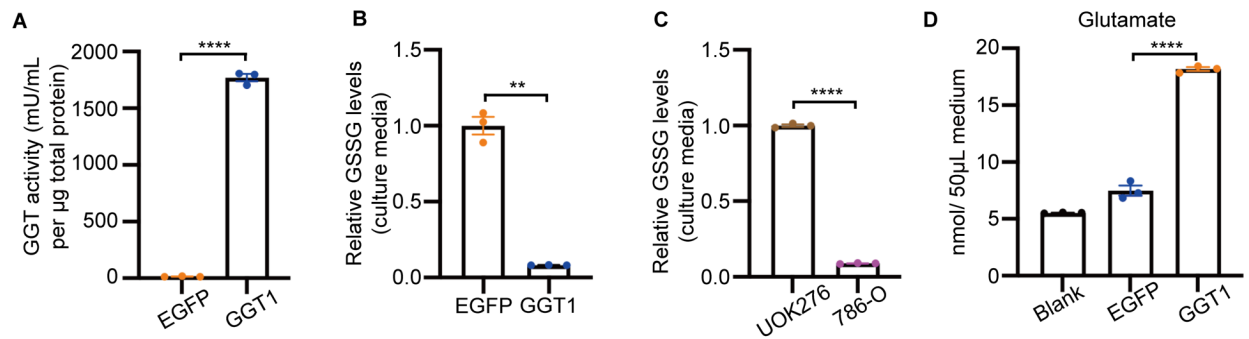 A
GGT activity (mU/mL
per µg total protein)
2000
1500
1000
500
0
****
EGFP
GGT1
B
Relative GSSG levels
(culture media)
1.5
1.0
0.5
0.0
**
EGFP
GGT1
C
Relative GSSG levels
(culture media)
1.5
1.0
0.5
0.0
****
UOK276
786-O
D
Glutamate
nmol/ 50µL medium
20
15
10
5
0
****
Blank
EGFP
GGT1